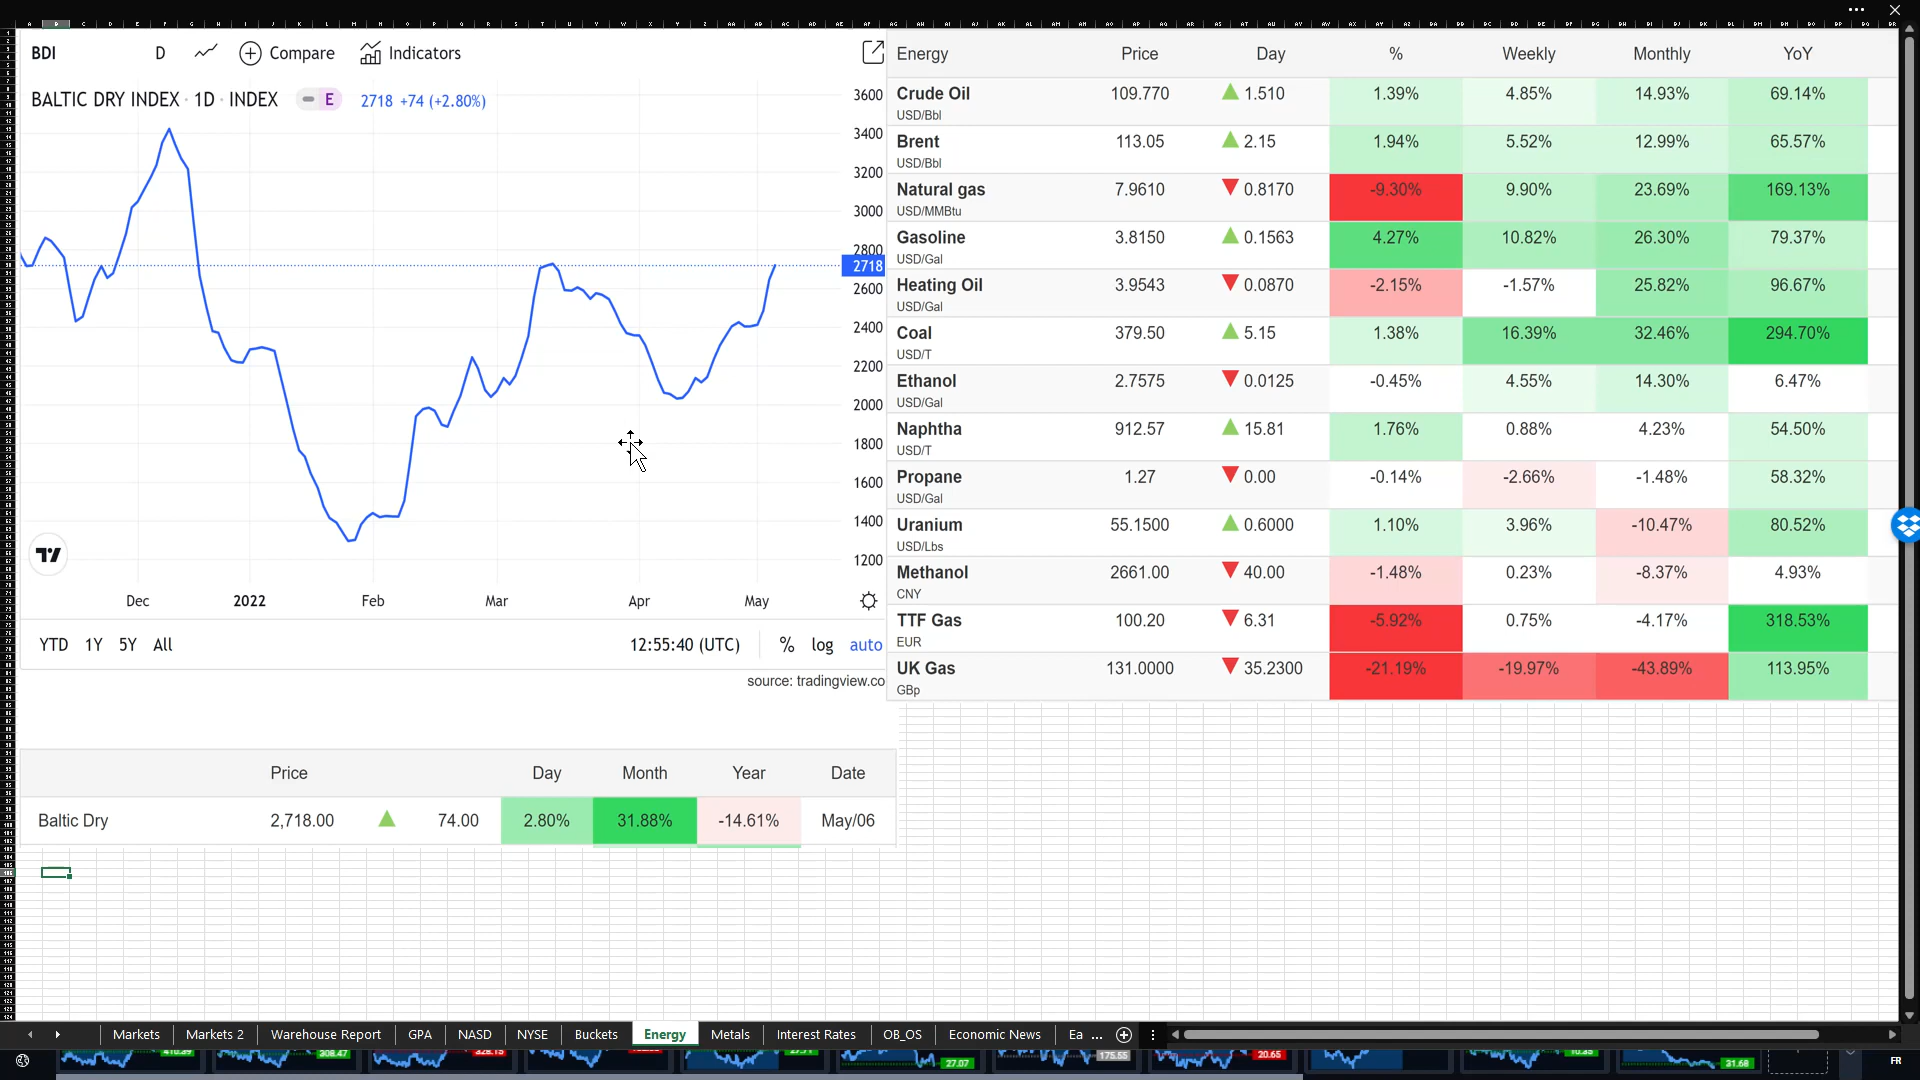 BDI D Compare Indicators
BALTIC DRY INDEX · 1D · INDEX E 2718 +74 (+2.80%)
3600
3400
3200
3000
2800
2718
2600
2400
2200
2000
1800
1600
1400
1200
Dec 2022 Feb Mar Apr May
YTD 1Y 5Y All 12:55:40 (UTC) % log auto
source: tradingview.co
Energy Price Day % Weekly Monthly YoY
Crude Oil 109.770 1.510 1.39% 4.85% 14.93% 69.14%
USD/Bbl
Brent 113.05 2.15 1.94% 5.52% 12.99% 65.57%
USD/Bbl
Natural gas 7.9610 0.8170 -9.30% 9.90% 23.69% 169.13%
USD/MMBtu
Gasoline 3.8150 0.1563 4.27% 10.82% 26.30% 79.37%
USD/Gal
Heating Oil 3.9543 0.0870 -2.15% -1.57% 25.82% 96.67%
USD/Gal
Coal 379.50 5.15 1.38% 16.39% 32.46% 294.70%
USD/T
Ethanol 2.7575 0.0125 -0.45% 4.55% 14.30% 6.47%
USD/Gal
Naphtha 912.57 15.81 1.76% 0.88% 4.23% 54.50%
USD/T
Propane 1.27 0.00 -0.14% -2.66% -1.48% 58.32%
USD/Gal
Uranium 55.1500 0.6000 1.10% 3.96% -10.47% 80.52%
USD/Lbs
Methanol 2661.00 40.00 -1.48% 0.23% -8.37% 4.93%
CNY
TTF Gas 100.20 6.31 -5.92% 0.75% -4.17% 318.53%
EUR
UK Gas 131.0000 35.2300 -21.19% -19.97% -43.89% 113.95%
GBp
Price Day Month Year Date
Baltic Dry 2,718.00 74.00 2.80% 31.88% -14.61% May/06
Markets Markets 2 Warehouse Report GPA NASD NYSE Buckets Energy Metals Interest Rates OB_OS Economic News Ea ...
308.47 27.07 175.55 20.65 31.68 FR